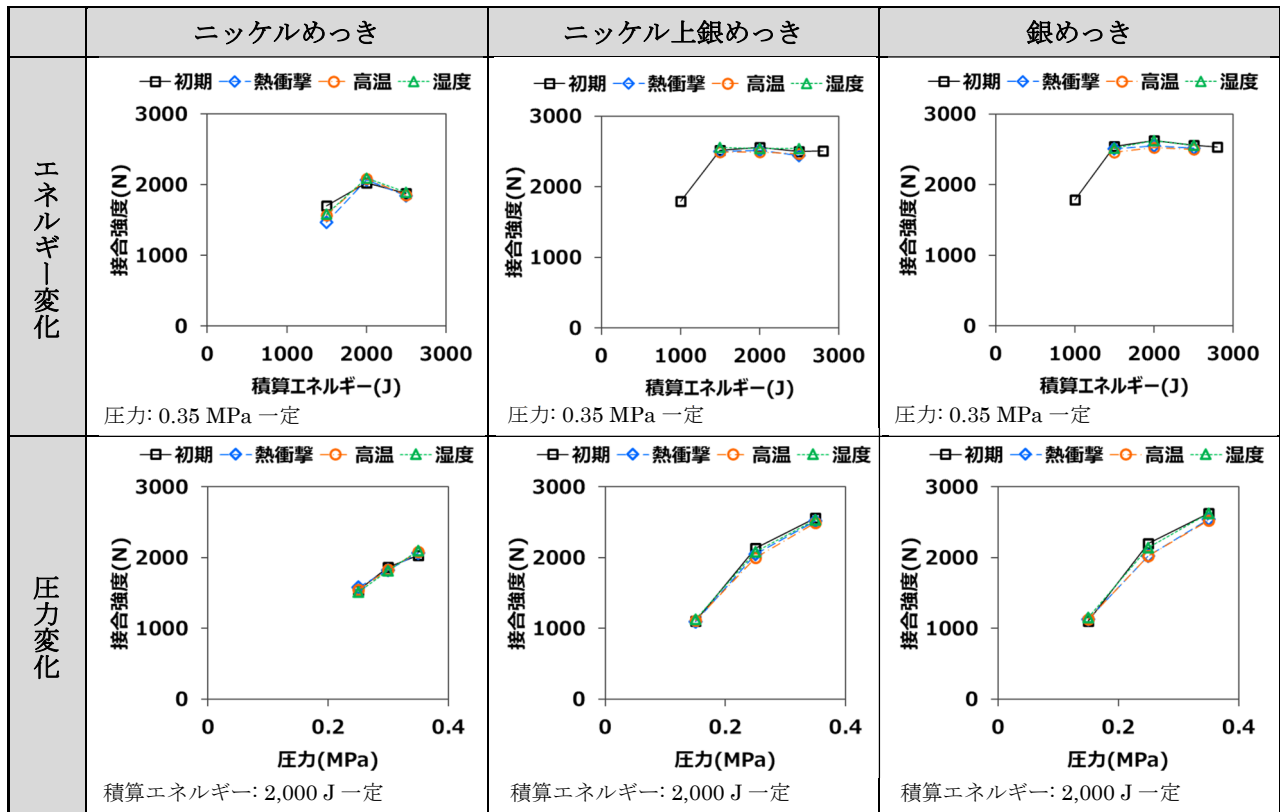 ニッケルめっき
ニッケル上銀めっき
銀めっき
エネルギー変化
初期 熱衝撃 高温 湿度
3000
2000
1000
0
接合強度(N)
0 1000 2000 3000
積算エネルギー(J)
圧力: 0.35 MPa 一定
初期 熱衝撃 高温 湿度
3000
2000
1000
0
接合強度(N)
0 1000 2000 3000
積算エネルギー(J)
圧力: 0.35 MPa 一定
初期 熱衝撃 高温 湿度
3000
2000
1000
0
接合強度(N)
0 1000 2000 3000
積算エネルギー(J)
圧力: 0.35 MPa 一定
圧力変化
初期 熱衝撃 高温 湿度
3000
2000
1000
0
接合強度(N)
0 0.2 0.4
圧力(MPa)
積算エネルギー: 2,000 J 一定
初期 熱衝撃 高温 湿度
3000
2000
1000
0
接合強度(N)
0 0.2 0.4
圧力(MPa)
積算エネルギー: 2,000 J 一定
初期 熱衝撃 高温 湿度
3000
2000
1000
0
接合強度(N)
0 0.2 0.4
圧力(MPa)
積算エネルギー: 2,000 J 一定